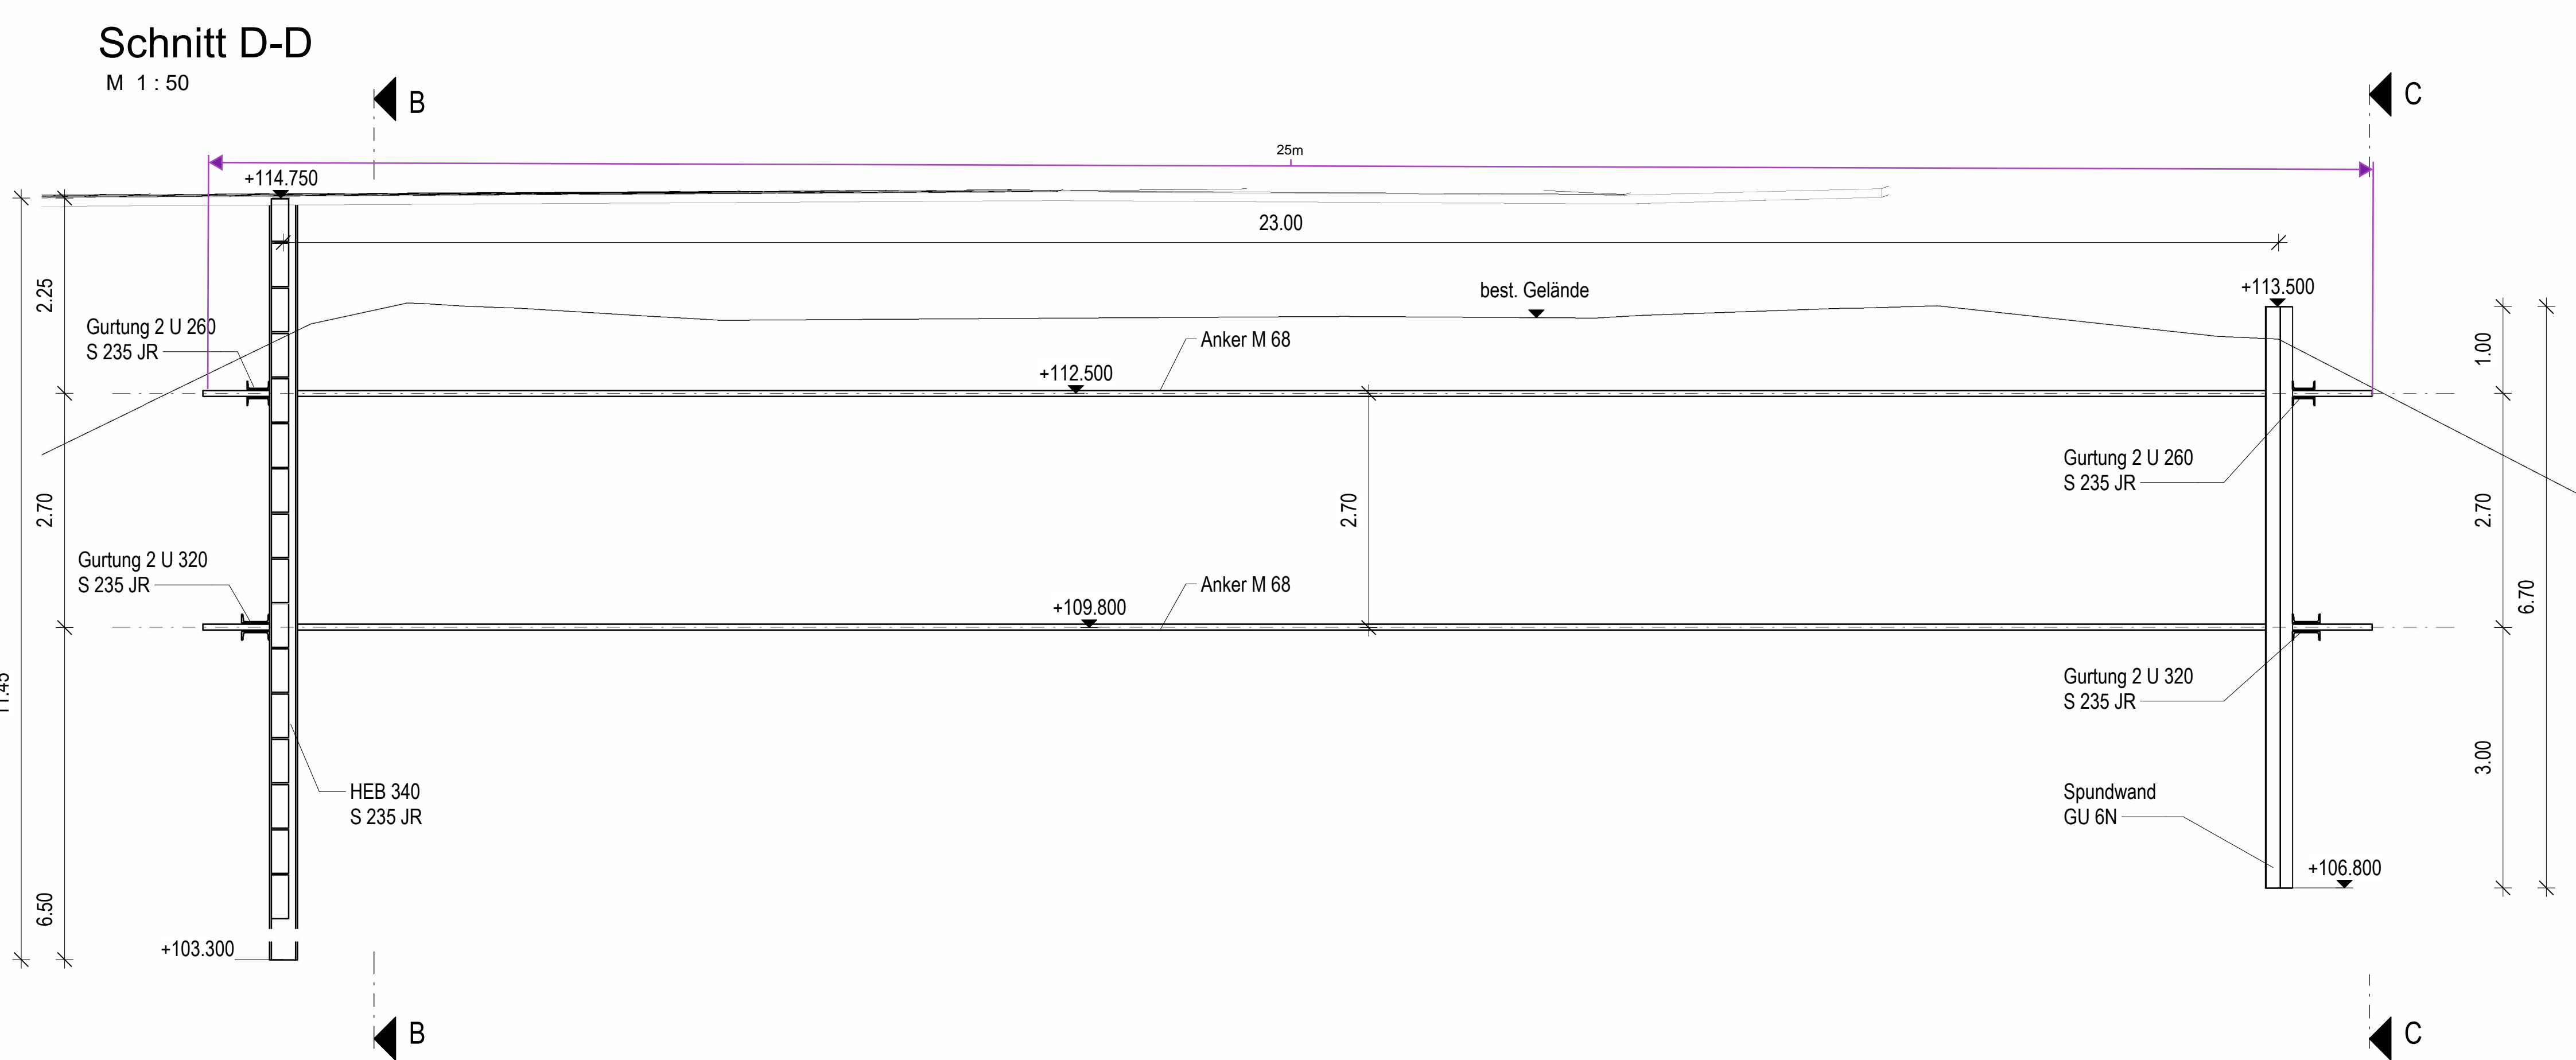 Schnitt D-D
M 1 : 50
B
C
25m
+114.750
23.00
2.25
best. Gelände
+113.500
Gurtung 2 U 260
S 235 JR
Anker M 68
1.00
+112.500
Gurtung 2 U 260
S 235 JR
2.70
2.70
2.70
Gurtung 2 U 320
S 235 JR
Anker M 68
+109.800
6.70
11.45
Gurtung 2 U 320
S 235 JR
3.00
HEB 340
S 235 JR
Spundwand
GU 6N
+106.800
6.50
+103.300
B
C